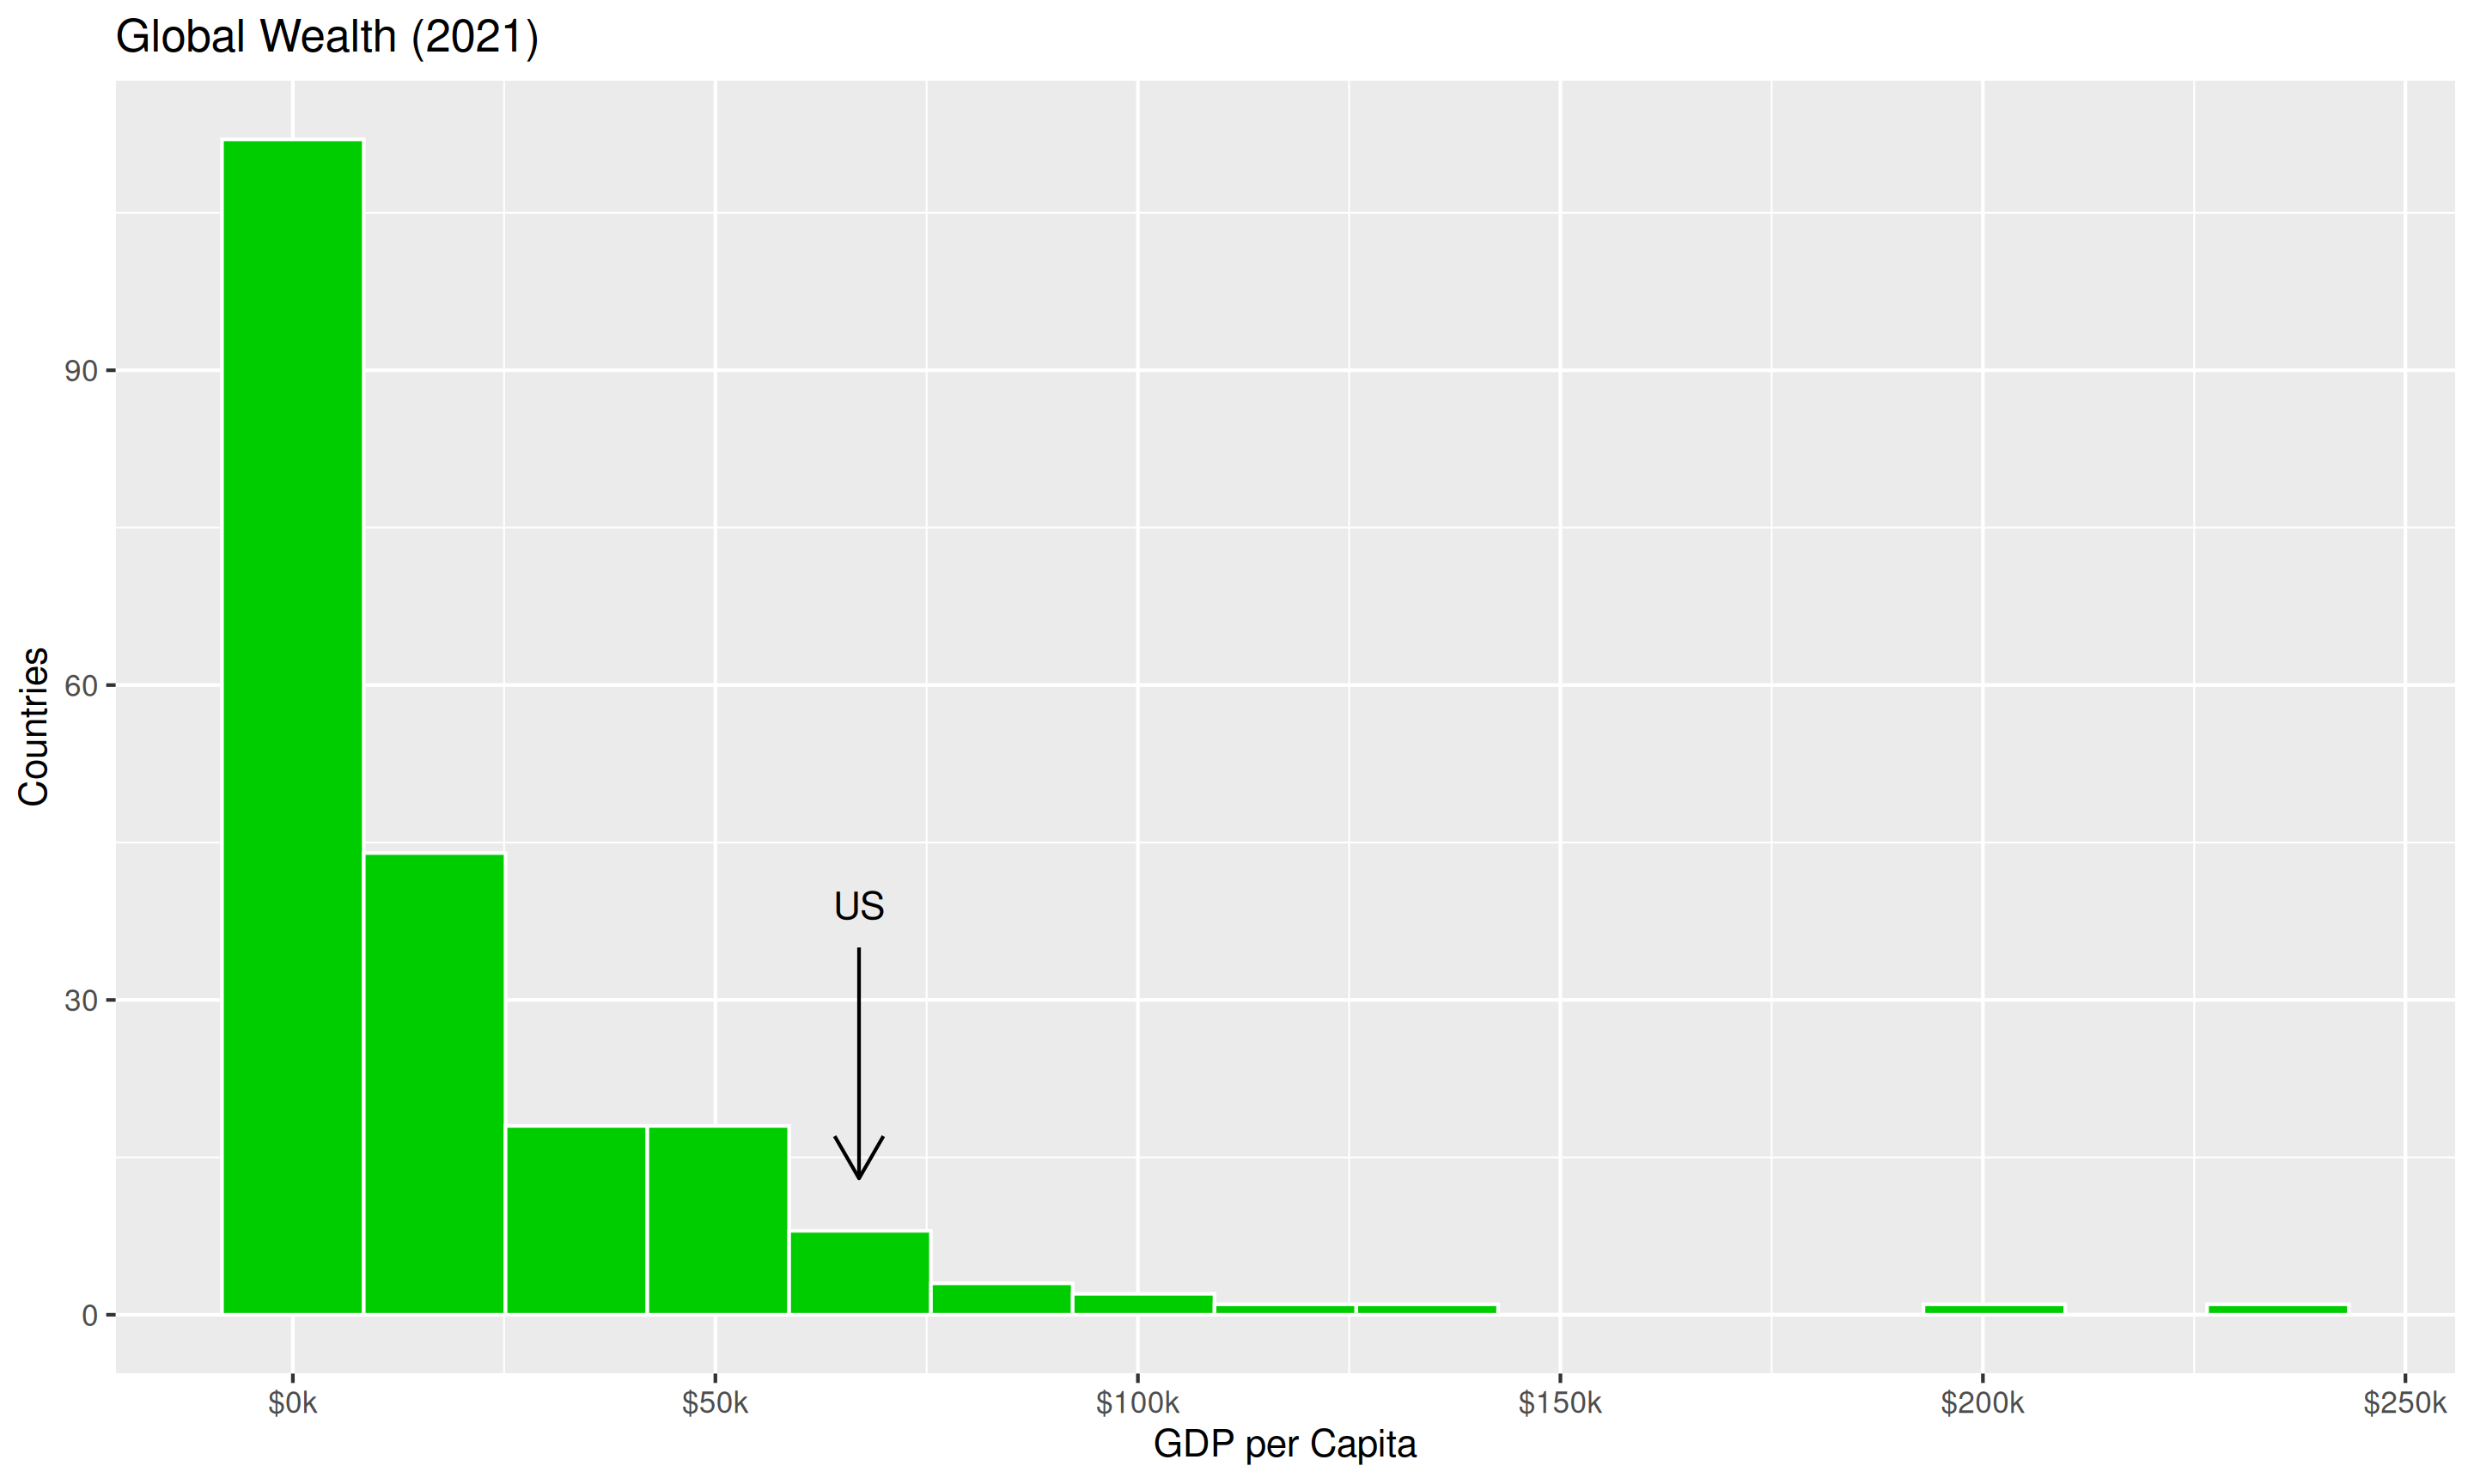 Global Wealth (2021)
Countries
90
60
30
0
US
$0k $50k $100k $150k $200k $250k
GDP per Capita